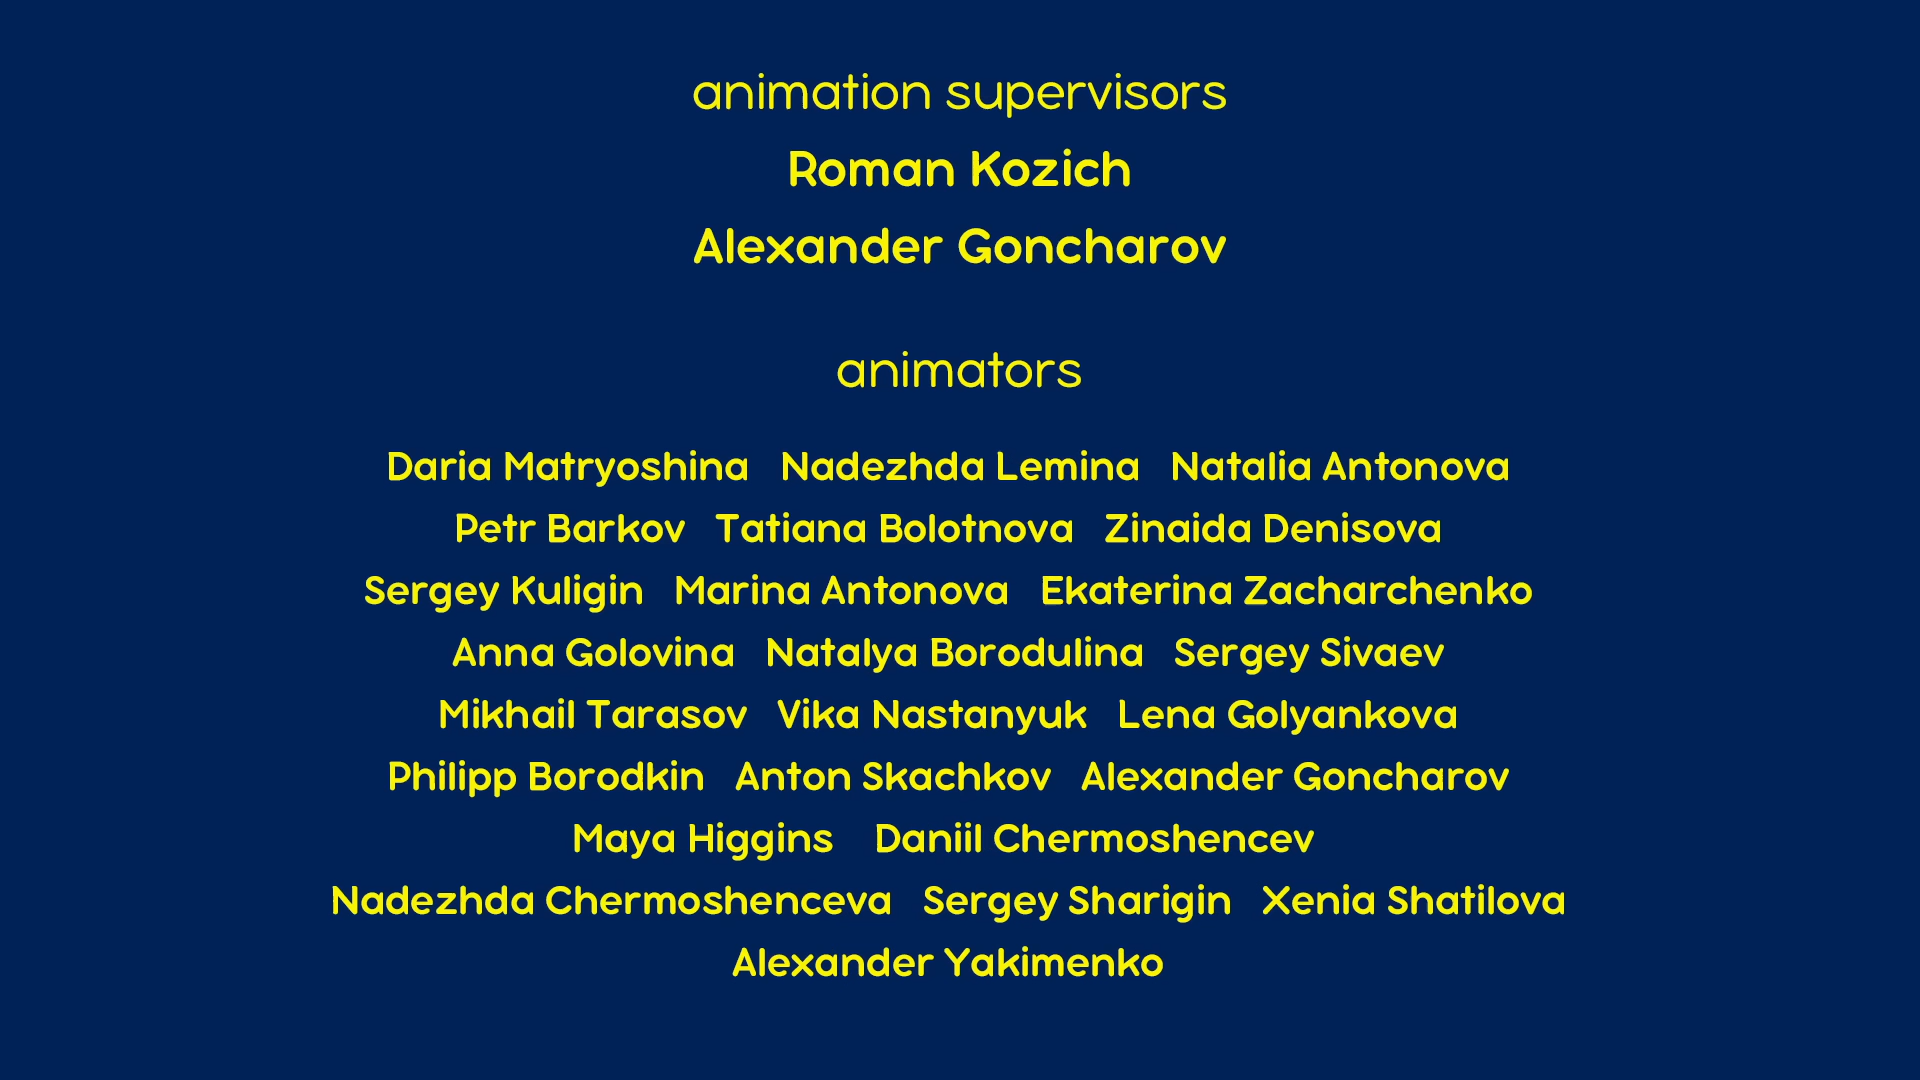 animation supervisors
Roman Kozich
Alexander Goncharov
animators
Daria Matryoshina Nadezhda Lemina Natalia Antonova
Petr Barkov Tatiana Bolotnova Zinaida Denisova
Sergey Kuligin Marina Antonova Ekaterina Zacharchenko
Anna Golovina Natalya Borodulina Sergey Sivaev
Mikhail Tarasov Vika Nastanyuk Lena Golyankova
Philipp Borodkin Anton Skachkov Alexander Goncharov
Maya Higgins Daniil Chermoshencev
Nadezhda Chermoshenceva Sergey Sharigin Xenia Shatilova
Alexander Yakimenko